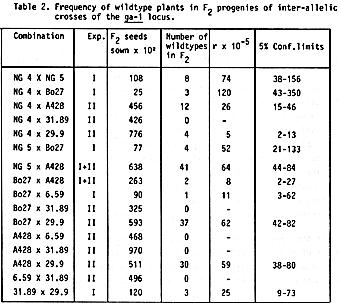 Table 2. Frequency of wildtype plants in F2 progenies of inter-allelic
crosses of the ga-1 locus.
Combination Exp. F2 seeds sown x 10² Number of wildtypes in F2 r x 10⁻⁵ 5% Conf.limits
NG 4 X NG 5 I 108 8 74 38-156
NG 4 x Bo27 I 25 3 120 43-350
NG 4 x A428 II 456 12 26 15-46
NG 4 x 31.89 II 426 0 -
NG 4 x 29.9 II 776 4 5 2-13
NG 5 x Bo27 I 77 4 52 21-133
NG 5 x A428 I+II 638 41 64 44-84
Bo27 x A428 I+II 263 2 8 2-27
Bo27 x 6.59 I 90 1 11 3-62
Bo27 x 31.89 II 325 0 -
Bo27 x 29.9 II 593 37 62 42-82
A428 x 6.59 II 468 0 -
A428 x 31.89 II 970 0 -
A428 x 29.9 II 511 30 59 38-80
6.59 X 31.89 II 496 0 -
31.89 x 29.9 I 120 3 25 9-73